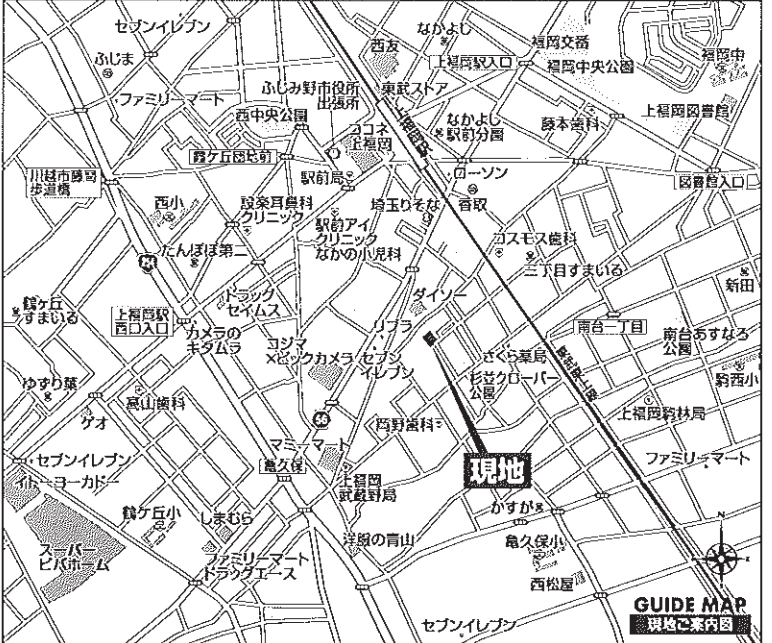 セブンイレブン
ふじま
ファミリーマート
西友
なかよし
上福岡駅入口
福岡交番
福岡中央公園
福岡中
ふじみ野市役所
出張所
東武ストア
西中央公園
ココネ
上福岡
上福岡駅
なかよし
駅前分園
藤本歯科
上福岡図書館
川越市藤間
歩道橋
霞ケ丘団地前
駅前局
ローソン
香取
図書館入口
西小
設楽耳鼻科
クリニック
駅前アイ
クリニック
なかの小児科
埼玉りそな
コスモス歯科
三丁目すまいる
新田
たんぽぽ第二
254
鶴ケ丘
すまいる
上福岡駅
西口入口
カメラの
キタムラ
ドラッグ
セイムス
コジマ
×ビックカメラ
リブラ
ダイソー
セブン
イレブン
南台一丁目
南台あすなろ
公園
駒西小
さくら薬局
杉並クローバー
公園
東武東上線
上福岡駒林局
ゆずり葉
高山歯科
ゲオ
56
西野歯科
マミーマート
亀久保
現地
ファミリーマート
セブンイレブン
イトーヨーカドー
上福岡
武蔵野局
鶴ケ丘小
しまむら
スーパー
ビバホーム
ファミリーマート
ドラッグエース
洋服の青山
かすが
亀久保小
西松屋
セブンイレブン
N
GUIDE MAP
現地ご案内図